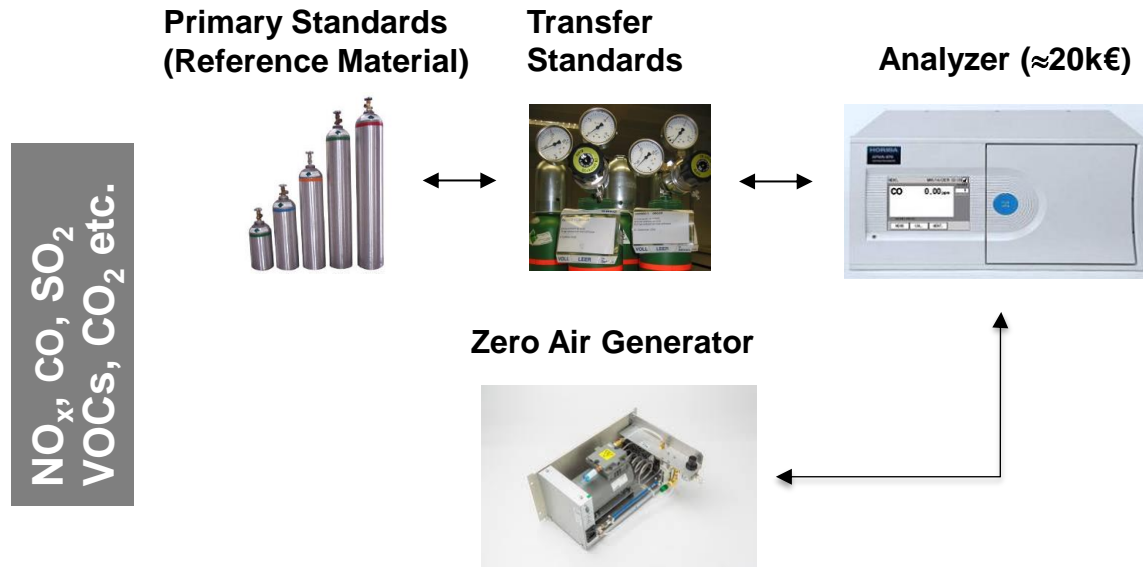 Primary Standards
(Reference Material)
Transfer
Standards
Analyzer (≈20k€)
NOx, CO, SO2
VOCs, CO2 etc.
HORIBA
CO 0.00 ppm
VOLL LEER
VOLL LEER
Zero Air Generator